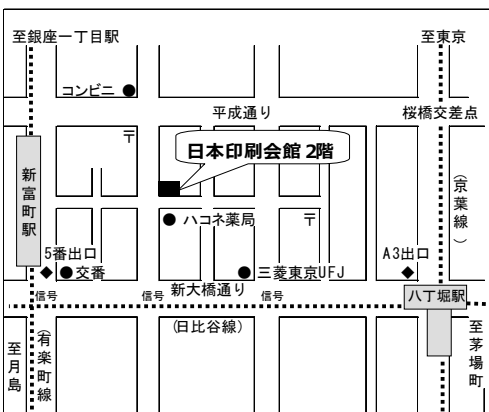 至銀座一丁目駅
至東京
コンビニ
平成通り
桜橋交差点
〒
日本印刷会館 2階
新富町駅
(京葉線)
ハコネ薬局
〒
5番出口
交番
三菱東京UFJ
A3出口
新大橋通り
信号
信号
信号
八丁堀駅
(日比谷線)
至月島
(有楽町線)
至茅場町